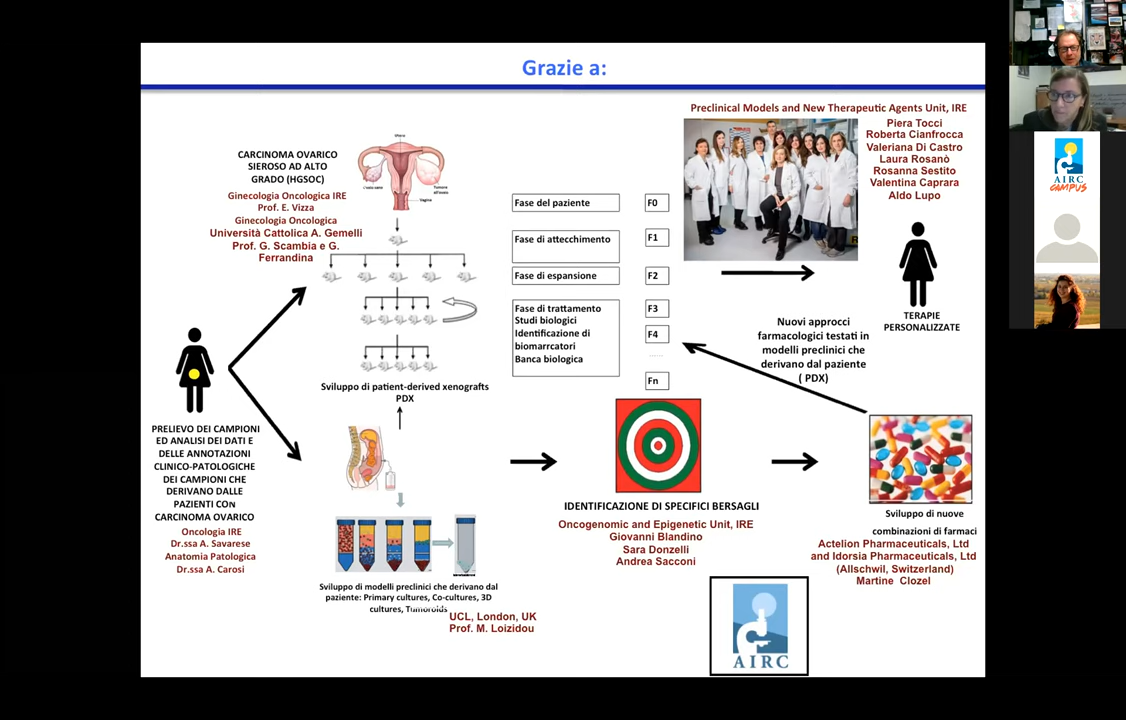 Grazie a:
CARCINOMA OVARICO
SIEROSO AD ALTO
GRADO (HGSOC)
Ginecologia Oncologica IRE
Prof. E. Vizza
Ginecologia Oncologica
Università Cattolica A. Gemelli
Prof. G. Scambia e G.
Ferrandina
Utero
Vagina
Fase del paziente
F0
Fase di attecchimento
F1
Fase di espansione
F2
Fase di trattamento
Studi biologici
Identificazione di
biomarrcatori
Banca biologica
F3
F4
......
Fn
Preclinical Models and New Therapeutic Agents Unit, IRE
Piera Tocci
Roberta Cianfrocca
Valeriana Di Castro
Laura Rosanò
Rosanna Sestito
Valentina Caprara
Aldo Lupo
TERAPIE
PERSONALIZZATE
Nuovi approcci
farmacologici testati in
modelli preclinici che
derivano dal paziente
( PDX)
Sviluppo di patient-derived xenografts
PDX
PRELIEVO DEI CAMPIONI
ED ANALISI DEI DATI E
DELLE ANNOTAZIONI
CLINICO-PATOLOGICHE
DEI CAMPIONI CHE
DERIVANO DALLE
PAZIENTI CON
CARCINOMA OVARICO
Oncologia IRE
Dr.ssa A. Savarese
Anatomia Patologica
Dr.ssa A. Carosi
Sviluppo di modelli preclinici che derivano dal
paziente: Primary cultures, Co-cultures, 3D
cultures, Tumoroids
UCL, London, UK
Prof. M. Loizidou
IDENTIFICAZIONE DI SPECIFICI BERSAGLI
Oncogenomic and Epigenetic Unit, IRE
Giovanni Blandino
Sara Donzelli
Andrea Sacconi
Sviluppo di nuove
combinazioni di farmaci
Actelion Pharmaceuticals, Ltd
and Idorsia Pharmaceuticals, Ltd
(Allschwil, Switzerland)
Martine Clozel
AIRC
AIRC
CAMPUS